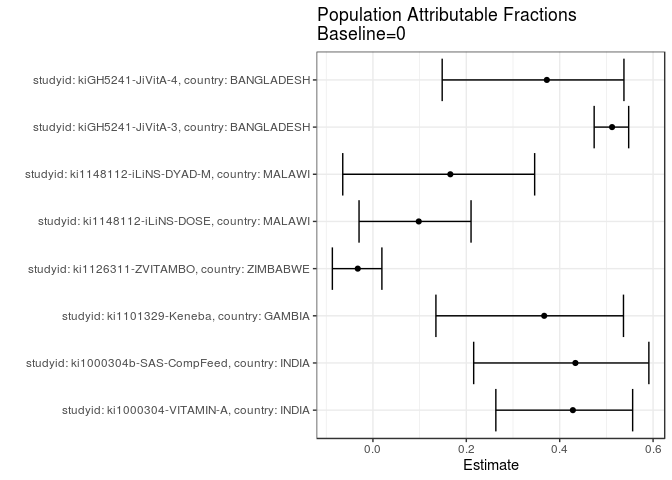 Population Attributable Fractions
Baseline=0
studyid: kiGH5241-JiVitA-4, country: BANGLADESH
studyid: kiGH5241-JiVitA-3, country: BANGLADESH
studyid: ki1148112-iLiNS-DYAD-M, country: MALAWI
studyid: ki1148112-iLiNS-DOSE, country: MALAWI
studyid: ki1126311-ZVITAMBO, country: ZIMBABWE
studyid: ki1101329-Keneba, country: GAMBIA
studyid: ki1000304b-SAS-CompFeed, country: INDIA
studyid: ki1000304-VITAMIN-A, country: INDIA
0.0 0.2 0.4 0.6
Estimate